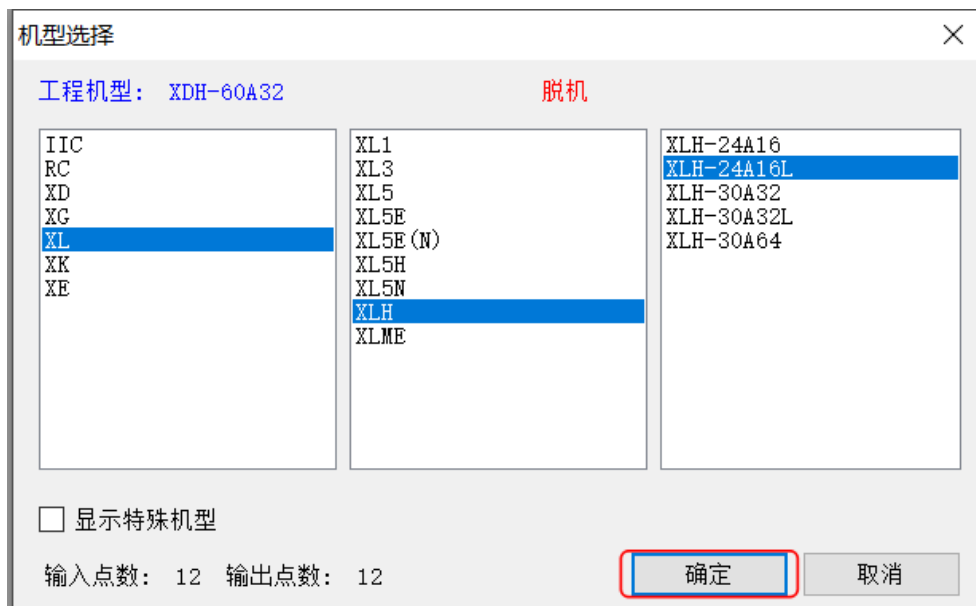 机型选择
工程机型: XDH-60A32 脱机
IIC
RC
XD
XG
XL
XK
XE
XL1
XL3
XL5
XL5E
XL5E(N)
XL5H
XL5N
XLH
XLME
XLH-24A16
XLH-24A16L
XLH-30A32
XLH-30A32L
XLH-30A64
显示特殊机型
输入点数: 12 输出点数: 12
确定 取消